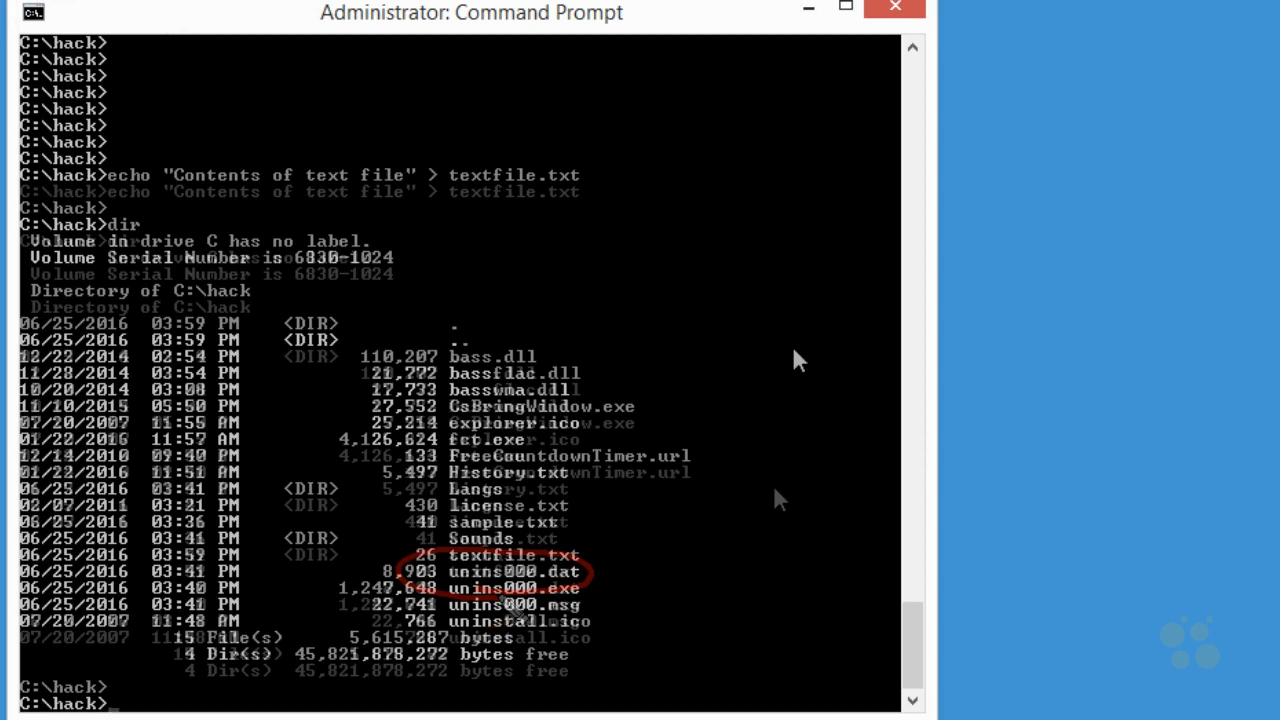 Administrator: Command Prompt
C:\hack>
C:\hack>
C:\hack>
C:\hack>
C:\hack>
C:\hack>
C:\hack>
C:\hack>
C:\hack>echo "Contents of text file" > textfile.txt
C:\hack>echo "Contents of text file" > textfile.txt
C:\hack>
C:\hack>dir
Volume in drive C has no label.
Volume Serial Number is 6830-1024
Volume Serial Number is 6830-1024
Directory of C:\hack
Directory of C:\hack
06/25/2016 03:59 PM <DIR> .
06/25/2016 03:59 PM <DIR> ..
12/22/2014 02:54 PM 110,207 bass.dll
11/28/2014 03:54 PM 21,772 bassflac.dll
10/20/2014 03:08 PM 17,733 basswma.dll
11/10/2015 05:50 PM 27,552 CsBringWindow.exe
07/20/2007 11:55 AM 25,214 explorer.ico
01/22/2016 11:57 AM 4,126,624 fct.exe
12/14/2010 09:40 PM 133 FreeCountdownTimer.url
01/22/2016 11:51 AM 5,497 History.txt
06/25/2016 03:41 PM <DIR> Langs
02/07/2011 03:21 PM 430 license.txt
06/25/2016 03:36 PM 41 sample.txt
06/25/2016 03:41 PM <DIR> Sounds
06/25/2016 03:59 PM 26 textfile.txt
06/25/2016 03:41 PM 8,903 unins000.dat
06/25/2016 03:40 PM 1,247,648 unins000.exe
06/25/2016 03:41 PM 22,741 unins000.msg
07/20/2007 11:48 AM 22,766 uninstall.ico
15 File(s) 5,615,287 bytes
4 Dir(s) 45,821,878,272 bytes free
4 Dir(s) 45,821,878,272 bytes free
C:\hack>
C:\hack>_